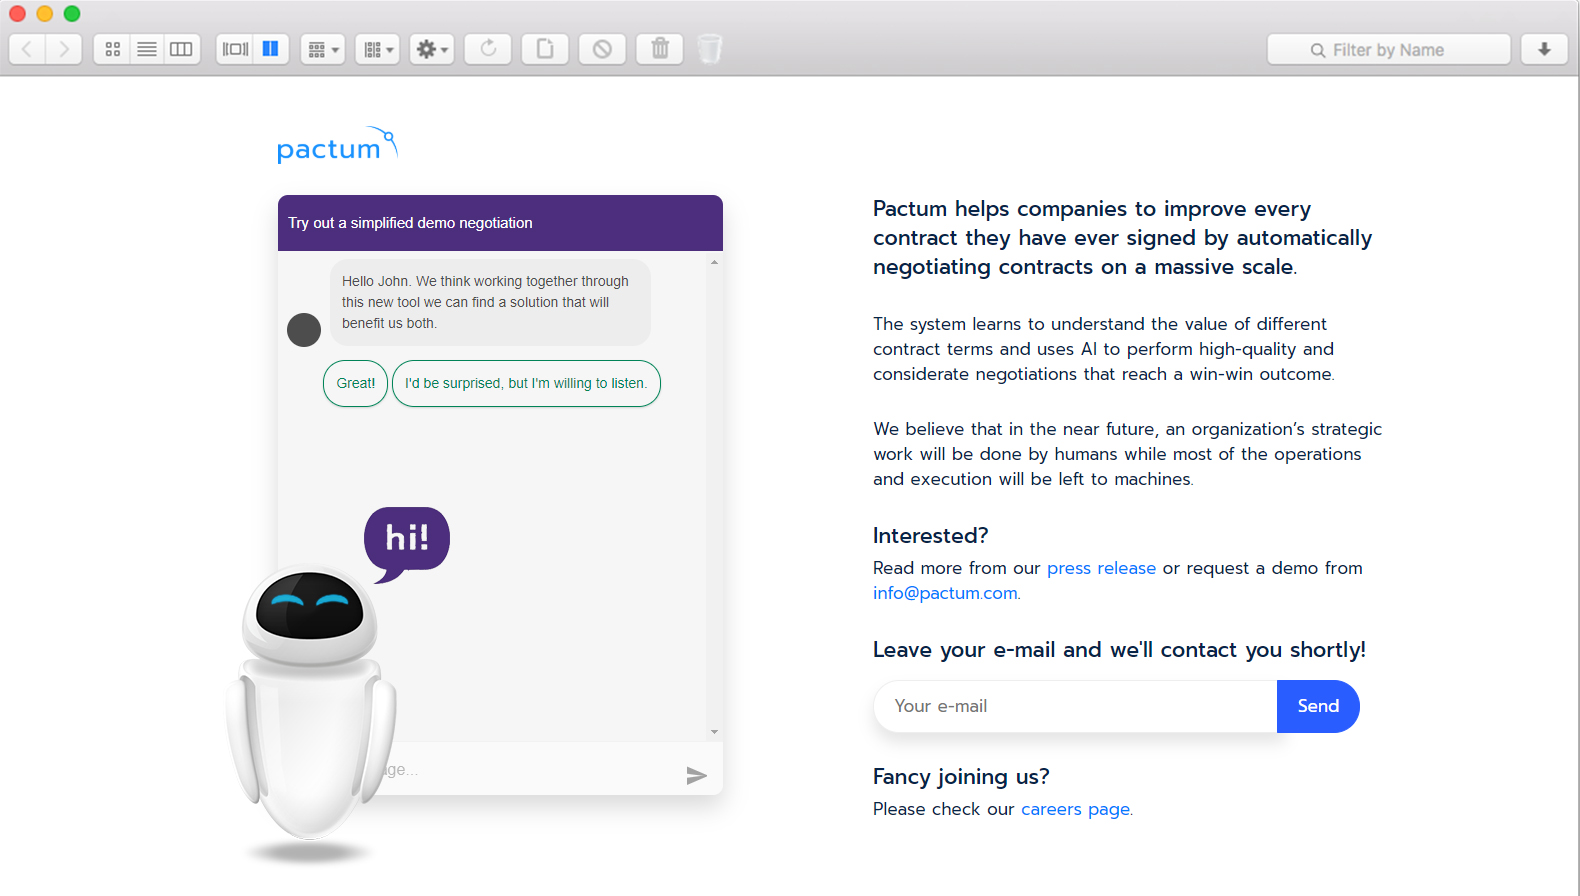 Filter by Name
pactum
Try out a simplified demo negotiation
Hello John. We think working together through
this new tool we can find a solution that will
benefit us both.
Great!
I'd be surprised, but I'm willing to listen.
hi!
Pactum helps companies to improve every
contract they have ever signed by automatically
negotiating contracts on a massive scale.
The system learns to understand the value of different
contract terms and uses AI to perform high-quality and
considerate negotiations that reach a win-win outcome.
We believe that in the near future, an organization’s strategic
work will be done by humans while most of the operations
and execution will be left to machines.
Interested?
Read more from our press release or request a demo from
info@pactum.com.
Leave your e-mail and we'll contact you shortly!
Your e-mail
Send
Fancy joining us?
Please check our careers page.